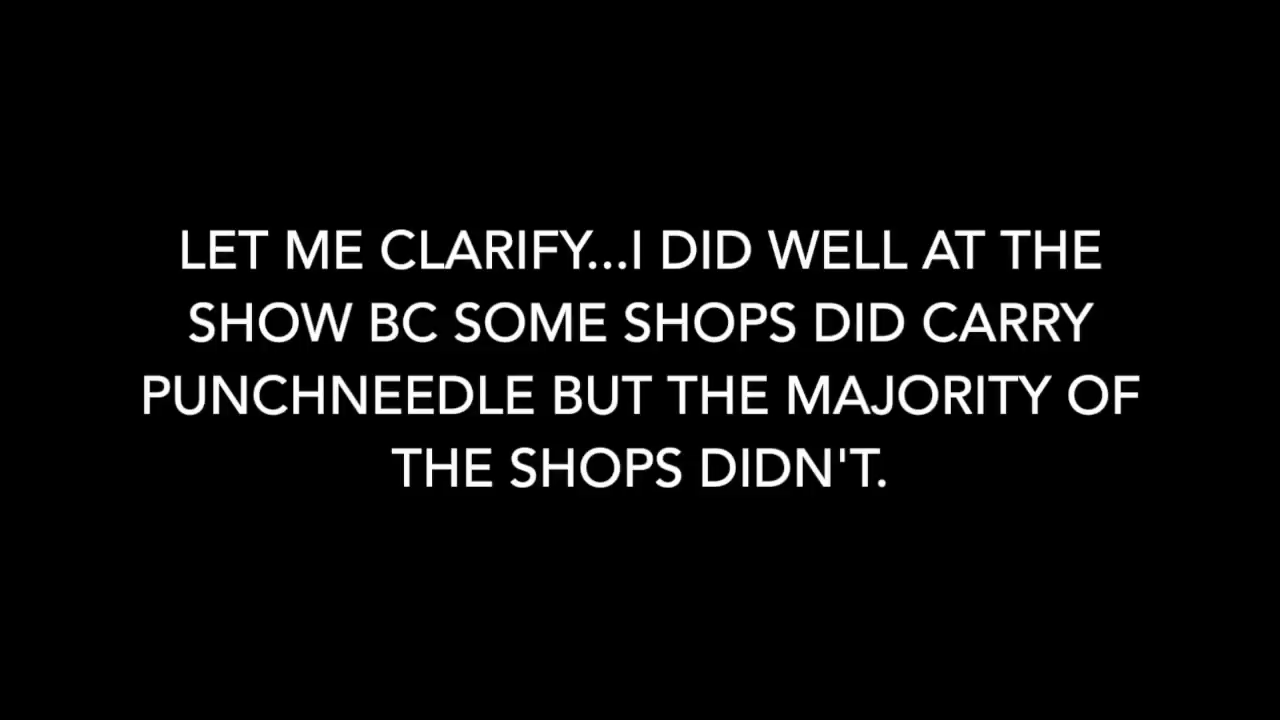 LET ME CLARIFY...I DID WELL AT THE
SHOW BC SOME SHOPS DID CARRY
PUNCHNEEDLE BUT THE MAJORITY OF
THE SHOPS DIDN'T.